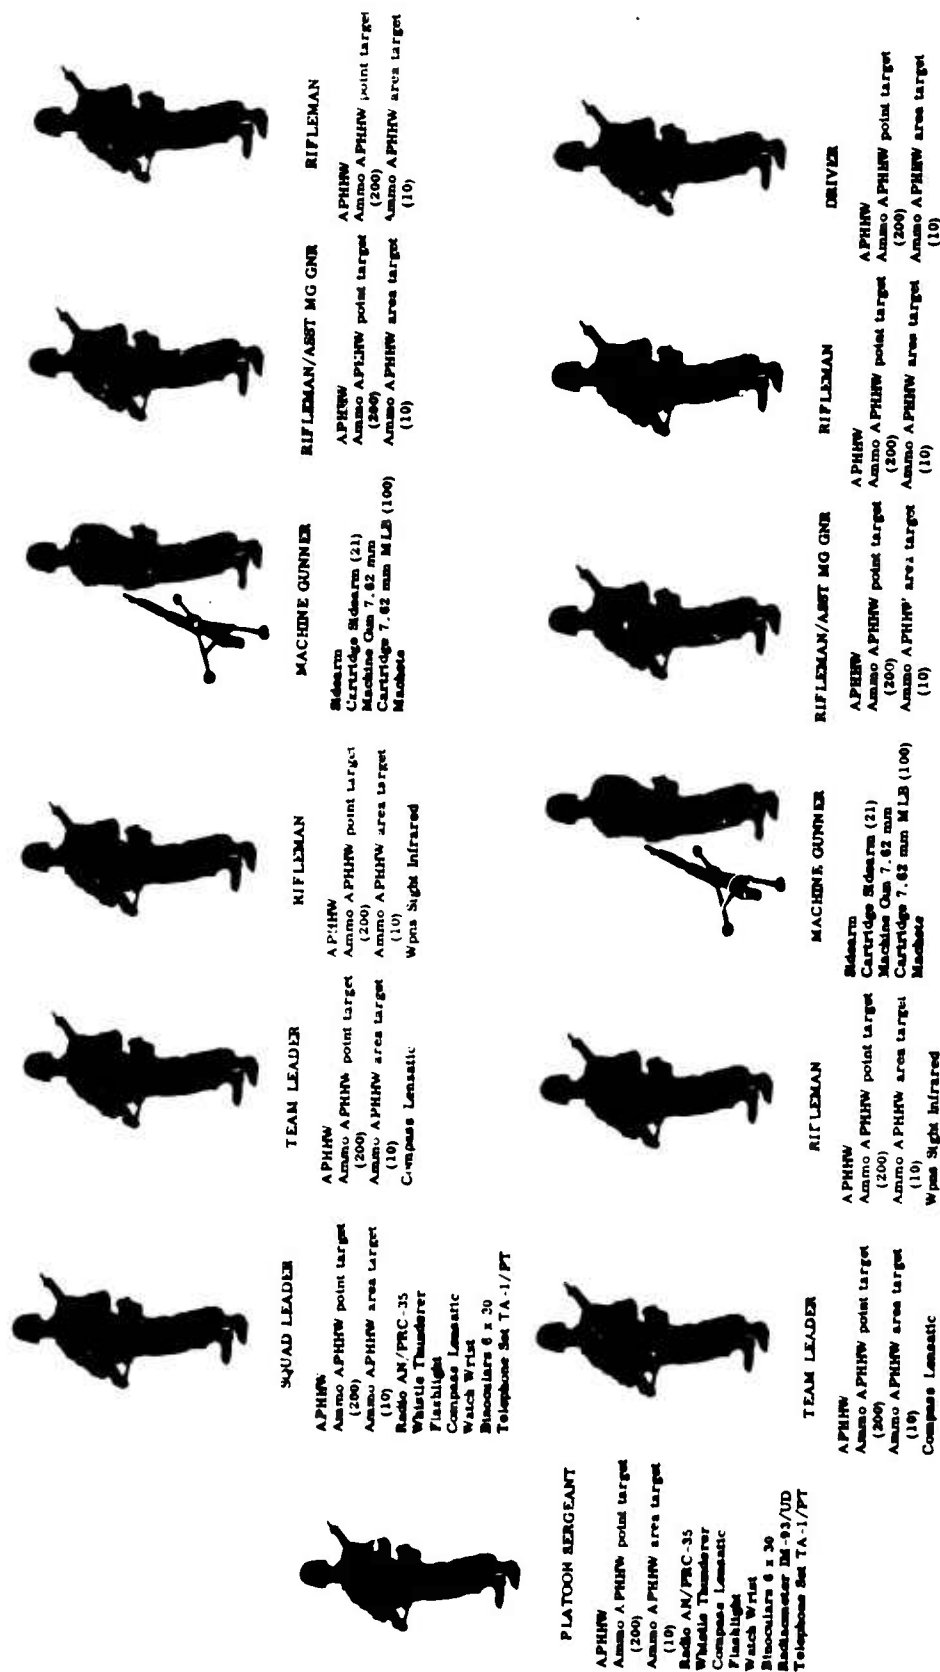 SQUAD LEADER
APHHW
Ammo APHHW point target
(200)
Ammo APHHW area target
(10)
Radio AN/PRC-35
Whistle Thunderer
Flashlight
Compass Lensatic
Watch Wrist
Binoculars 6 x 30
Telephone Set TA-1/PT
TEAM LEADER
APHHW
Ammo APHHW point target
(200)
Ammo APHHW area target
(10)
Compass Lensatic
RIFLEMAN
APHHW
Ammo APHHW point target
(200)
Ammo APHHW area target
(10)
Wpns Sight Infrared
MACHINE GUNNER
Sidearm
Cartridge Sidearm (21)
Machine Gun 7.62 mm
Cartridge 7.62 mm MLB (100)
Machete
RIFLEMAN/ASST MG GNR
APHHW
Ammo APHHW point target
(200)
Ammo APHHW area target
(10)
RIFLEMAN
APHHW
Ammo APHHW point target
(200)
Ammo APHHW area target
(10)
PLATOON SERGEANT
APHHW
Ammo APHHW point target
(200)
Ammo APHHW area target
(10)
Radio AN/PRC-35
Whistle Thunderer
Compass Lensatic
Flashlight
Watch Wrist
Binoculars 6 x 30
Radiacmeter IM-93/UD
Telephone Set TA-1/PT
TEAM LEADER
APHHW
Ammo APHHW point target
(200)
Ammo APHHW area target
(10)
Compass Lensatic
RIFLEMAN
APHHW
Ammo APHHW point target
(200)
Ammo APHHW area target
(10)
Wpns Sight Infrared
MACHINE GUNNER
Sidearm
Cartridge Sidearm (21)
Machine Gun 7.62 mm
Cartridge 7.62 mm MLB (100)
Machete
RIFLEMAN/ASST MG GNR
APHHW
Ammo APHHW point target
(200)
Ammo APHHW area target
(10)
RIFLEMAN
APHHW
Ammo APHHW point target
(200)
Ammo APHHW area target
(10)
DRIVER
APHHW
Ammo APHHW point target
(200)
Ammo APHHW area target
(10)